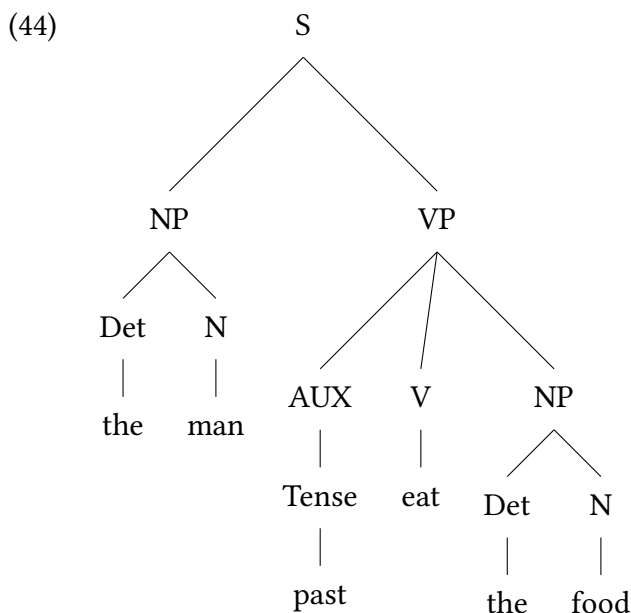 (44) S
NP VP
Det N
AUX V NP
the man
Tense eat Det N
past the food